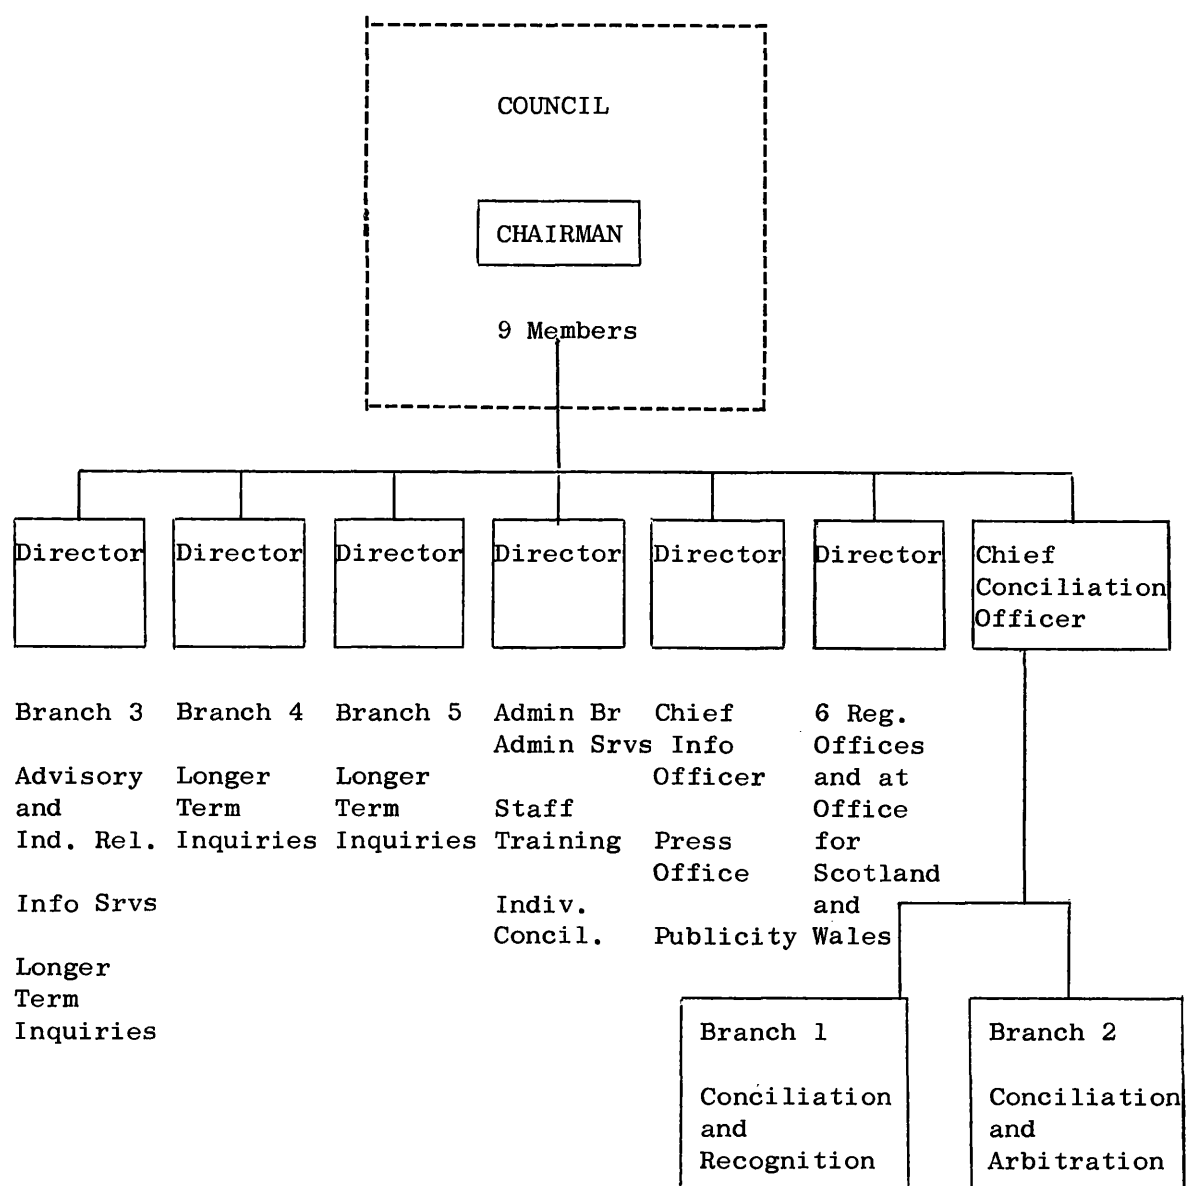 COUNCIL
CHAIRMAN
9 Members
Director
Director
Director
Director
Director
Director
Chief
Conciliation
Officer
Branch 3
Advisory
and
Ind. Rel.
Info Srvs
Longer
Term
Inquiries
Branch 4
Longer
Term
Inquiries
Branch 5
Longer
Term
Inquiries
Admin Br
Admin Srvs
Staff
Training
Indiv.
Concil.
Chief
Info
Officer
Press
Office
Publicity
6 Reg.
Offices
and at
Office
for
Scotland
and
Wales
Branch 1
Conciliation
and
Recognition
Branch 2
Conciliation
and
Arbitration